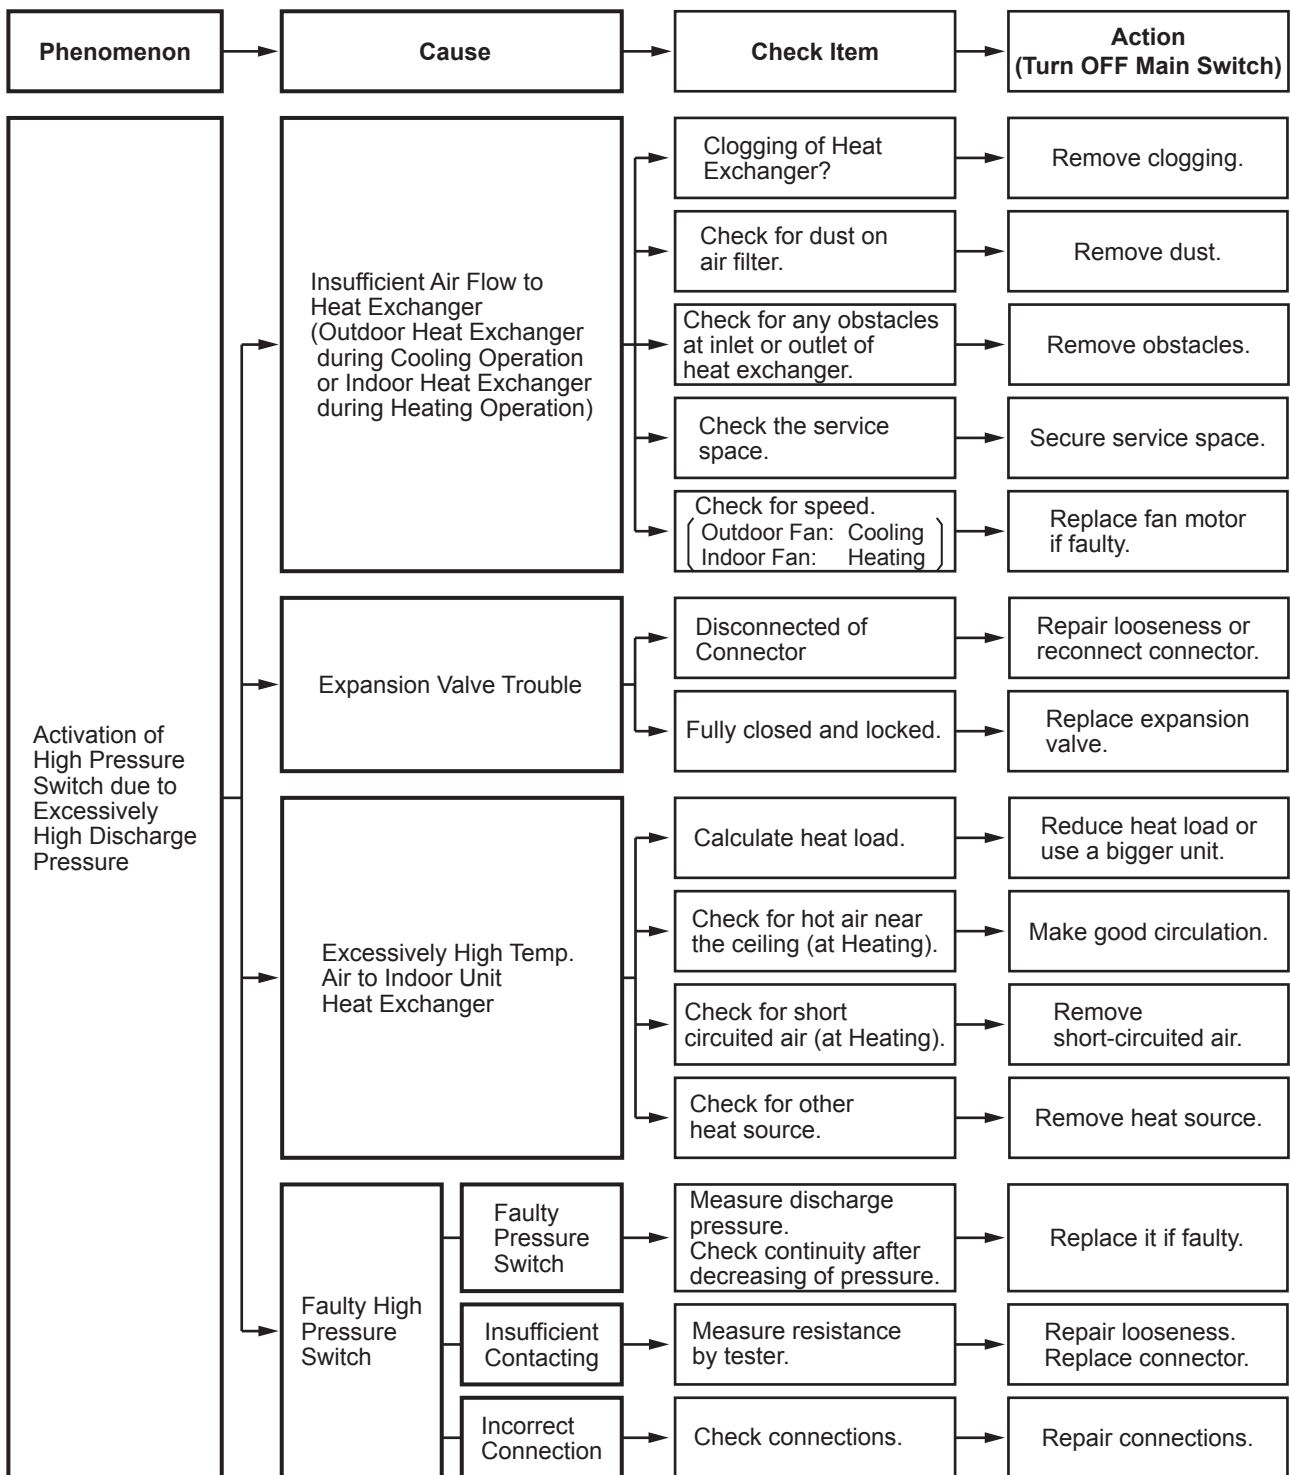 Phenomenon
Cause
Check Item
Action
(Turn OFF Main Switch)
Activation of
High Pressure
Switch due to
Excessively
High Discharge
Pressure
Insufficient Air Flow to
Heat Exchanger
(Outdoor Heat Exchanger
during Cooling Operation
or Indoor Heat Exchanger
during Heating Operation)
Clogging of Heat
Exchanger?
Remove clogging.
Check for dust on
air filter.
Remove dust.
Check for any obstacles
at inlet or outlet of
heat exchanger.
Remove obstacles.
Check the service
space.
Secure service space.
Check for speed.
Outdoor Fan: Cooling
Indoor Fan: Heating
Replace fan motor
if faulty.
Expansion Valve Trouble
Disconnected of
Connector
Repair looseness or
reconnect connector.
Fully closed and locked.
Replace expansion
valve.
Excessively High Temp.
Air to Indoor Unit
Heat Exchanger
Calculate heat load.
Reduce heat load or
use a bigger unit.
Check for hot air near
the ceiling (at Heating).
Make good circulation.
Check for short
circuited air (at Heating).
Remove
short-circuited air.
Check for other
heat source.
Remove heat source.
Faulty High
Pressure
Switch
Faulty
Pressure
Switch
Measure discharge
pressure.
Check continuity after
decreasing of pressure.
Replace it if faulty.
Insufficient
Contacting
Measure resistance
by tester.
Repair looseness.
Replace connector.
Incorrect
Connection
Check connections.
Repair connections.